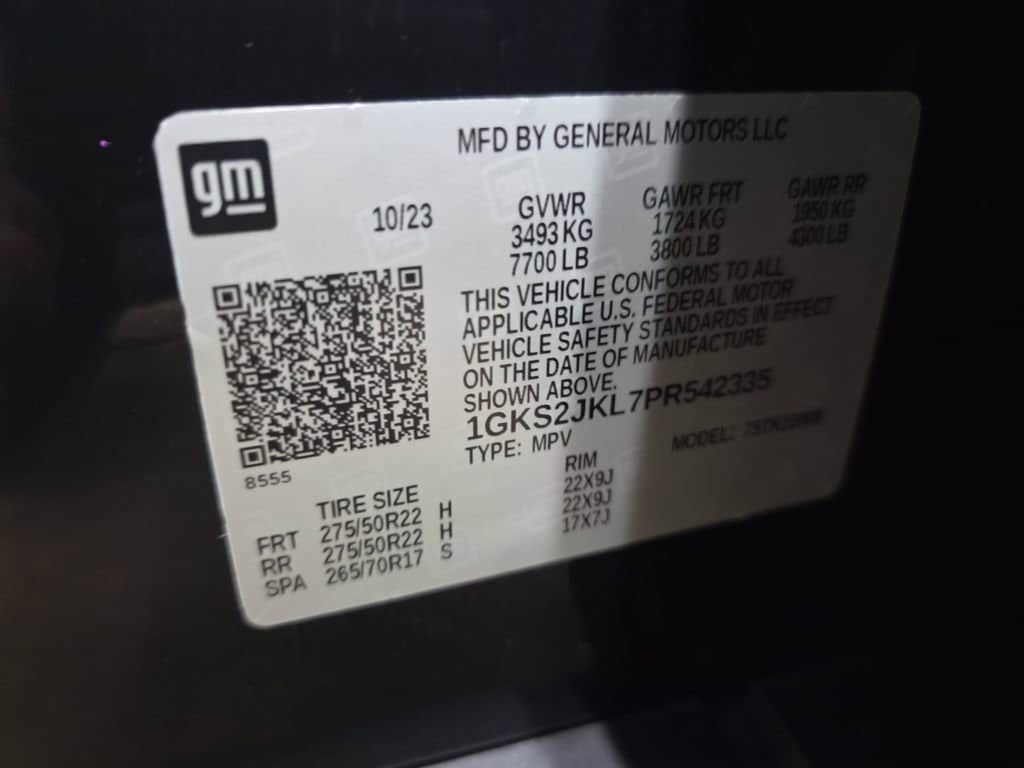 gm
MFD BY GENERAL MOTORS LLC
10/23
GVWR GAWR FRT GAWR RR
3493 KG 1724 KG 1950 KG
7700 LB 3800 LB 4300 LB
THIS VEHICLE CONFORMS TO ALL
APPLICABLE U.S. FEDERAL MOTOR
VEHICLE SAFETY STANDARDS IN EFFECT
ON THE DATE OF MANUFACTURE
SHOWN ABOVE.
1GKS2JKL7PR542335
TYPE: MPV MODEL:
8555
TIRE SIZE RIM
FRT 275/50R22 H 22X9J
RR 275/50R22 H 22X9J
SPA 265/70R17 S 17X7J